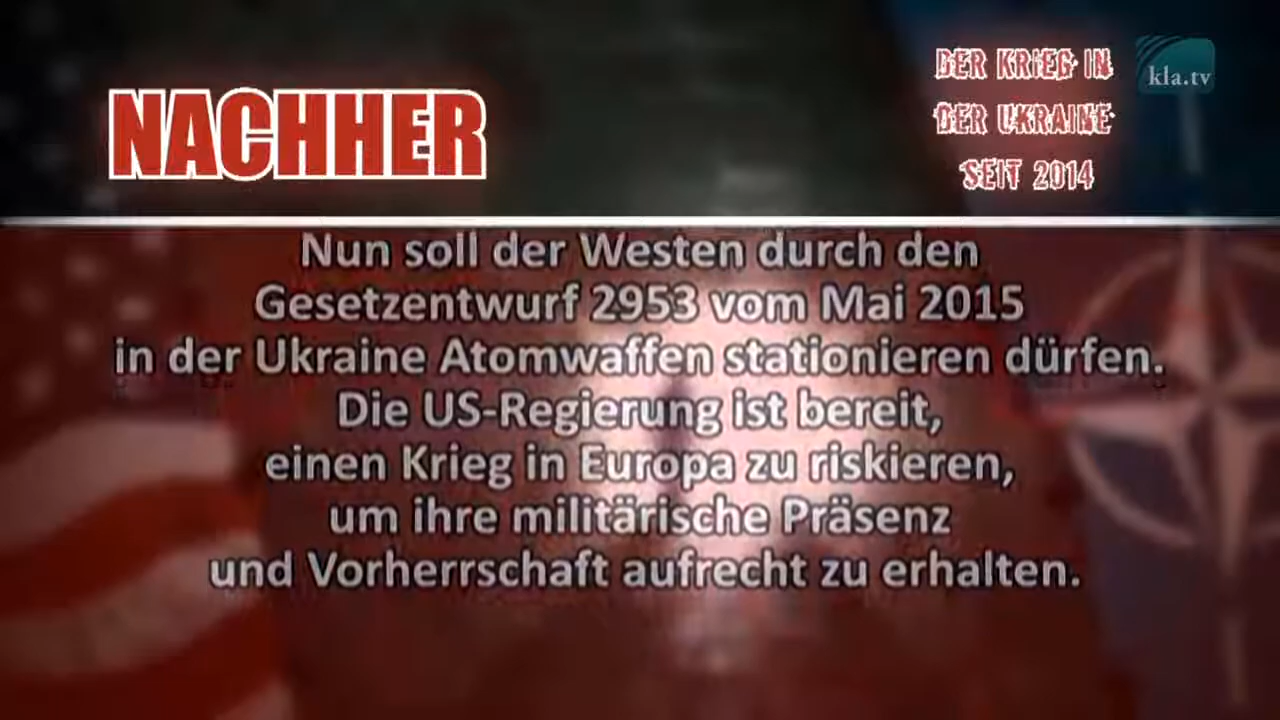 NACHHER
DER KRIEG IN
DER UKRAINE
SEIT 2014
kla.tv
Nun soll der Westen durch den
Gesetzentwurf 2953 vom Mai 2015
in der Ukraine Atomwaffen stationieren dürfen.
Die US-Regierung ist bereit,
einen Krieg in Europa zu riskieren,
um ihre militärische Präsenz
und Vorherrschaft aufrecht zu erhalten.